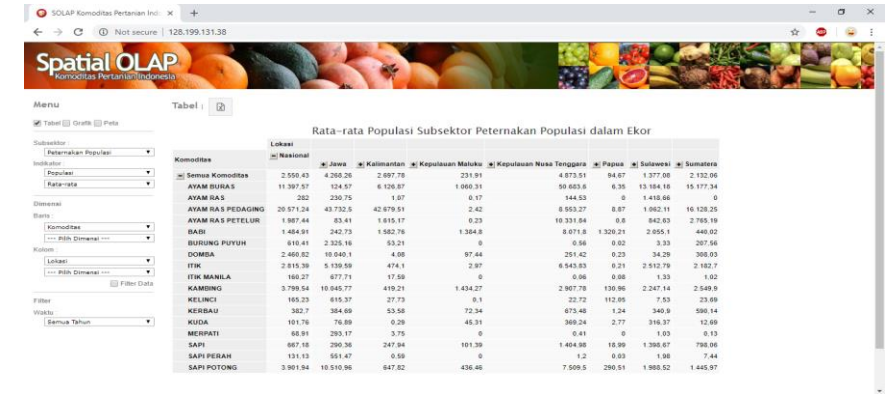 SOLAP Komoditas Pertanian Ind
Not secure | 128.199.131.38
Spatial OLAP
Komoditas Pertanian Indonesia
Menu
Tabel Grafik Peta
Subsektor :
Peternakan Populasi
Indikator :
Populasi
Rata-rata
Dimensi
Baris :
Komoditas
--- Pilih Dimensi ---
Kolom :
Lokasi
--- Pilih Dimensi ---
Filter Data
Filter
Waktu :
Semua Tahun
Tabel :
Rata-rata Populasi Subsektor Peternakan Populasi dalam Ekor
Lokasi
Komoditas Nasional Jawa Kalimantan Kepulauan Maluku Kepulauan Nusa Tenggara Papua Sulawesi Sumatera
Semua Komoditas 2.550,43 4.268,26 2.697,78 231,91 4.873,51 94,67 1.377,08 2.132,06
AYAM BURAS 11.397,57 124,57 6.126,87 1.060,31 50.683,6 6,35 13.184,18 15.177,34
AYAM RAS 282 230,75 1,07 0,17 144,53 0 1.418,66 0
AYAM RAS PEDAGING 20.571,24 43.732,5 42.679,51 2,42 8.953,27 8,87 1.062,11 16.128,25
AYAM RAS PETELUR 1.987,44 83,41 1.615,17 0,23 10.331,84 0,8 842,63 2.765,19
BABI 1.484,91 242,73 1.582,76 1.384,8 8.071,8 1.320,21 2.055,1 440,02
BURUNG PUYUH 610,41 2.325,16 53,21 0 0,56 0,02 3,33 207,56
DOMBA 2.460,82 10.040,1 4,08 97,44 251,42 0,23 34,29 308,03
ITIK 2.815,39 5.139,59 474,1 2,97 6.543,83 0,21 2.512,79 2.182,7
ITIK MANILA 160,27 677,71 17,59 0 0,06 0,08 1,33 1,02
KAMBING 3.799,54 10.045,77 419,21 1.434,27 2.907,78 130,96 2.247,14 2.549,9
KELINCI 165,23 615,37 27,73 0,1 22,72 112,05 7,53 23,69
KERBAU 382,7 384,69 53,58 72,34 673,48 1,24 340,9 590,14
KUDA 101,76 76,89 0,29 45,31 369,24 2,77 316,37 12,69
MERPATI 68,91 293,17 3,75 0 0,41 0 1,03 0,13
SAPI 667,18 290,36 247,94 101,39 1.404,98 18,99 1.398,67 798,06
SAPI PERAH 131,13 551,47 0,59 0 1,2 0,03 1,98 7,44
SAPI POTONG 3.901,94 10.510,96 647,82 436,46 7.509,5 290,51 1.988,52 1.445,97